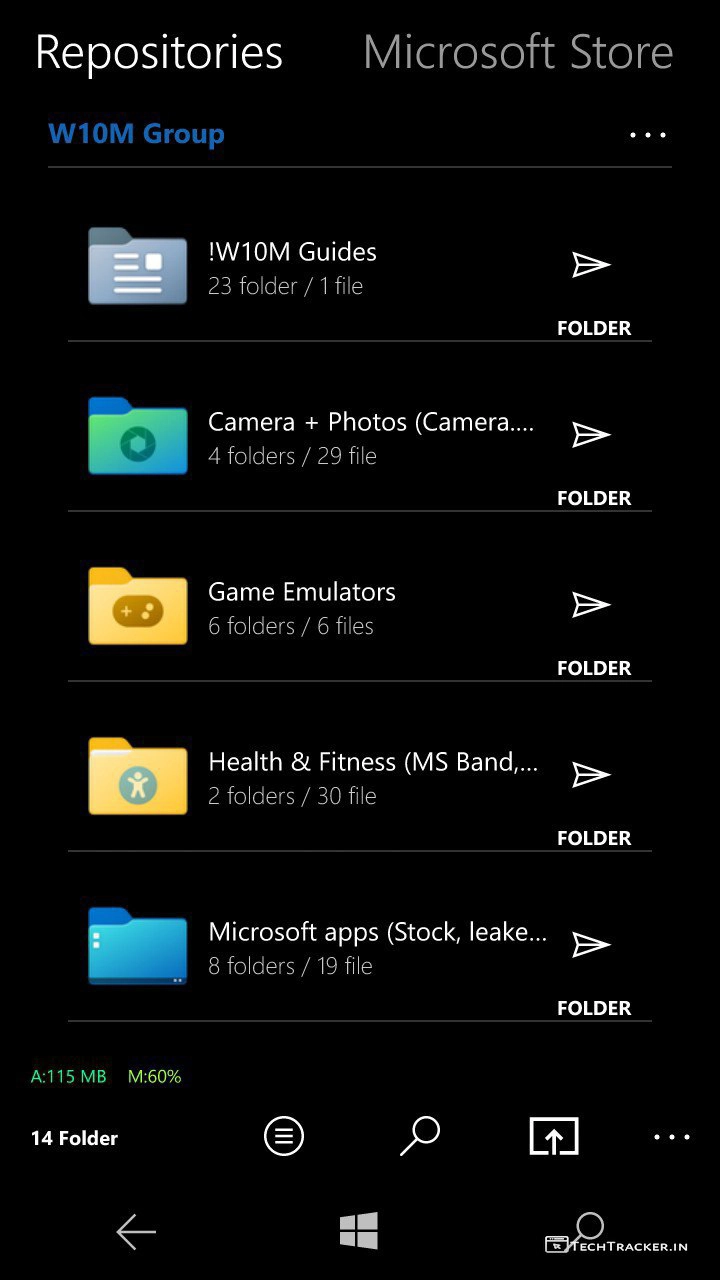 Repositories
Microsoft Store
W10M Group
!W10M Guides
23 folder / 1 file
FOLDER
Camera + Photos (Camera....
4 folders / 29 file
FOLDER
Game Emulators
6 folders / 6 files
FOLDER
Health & Fitness (MS Band,...
2 folders / 30 file
FOLDER
Microsoft apps (Stock, leake...
8 folders / 19 file
FOLDER
A:115 MB M:60%
14 Folder
TechTracker.in